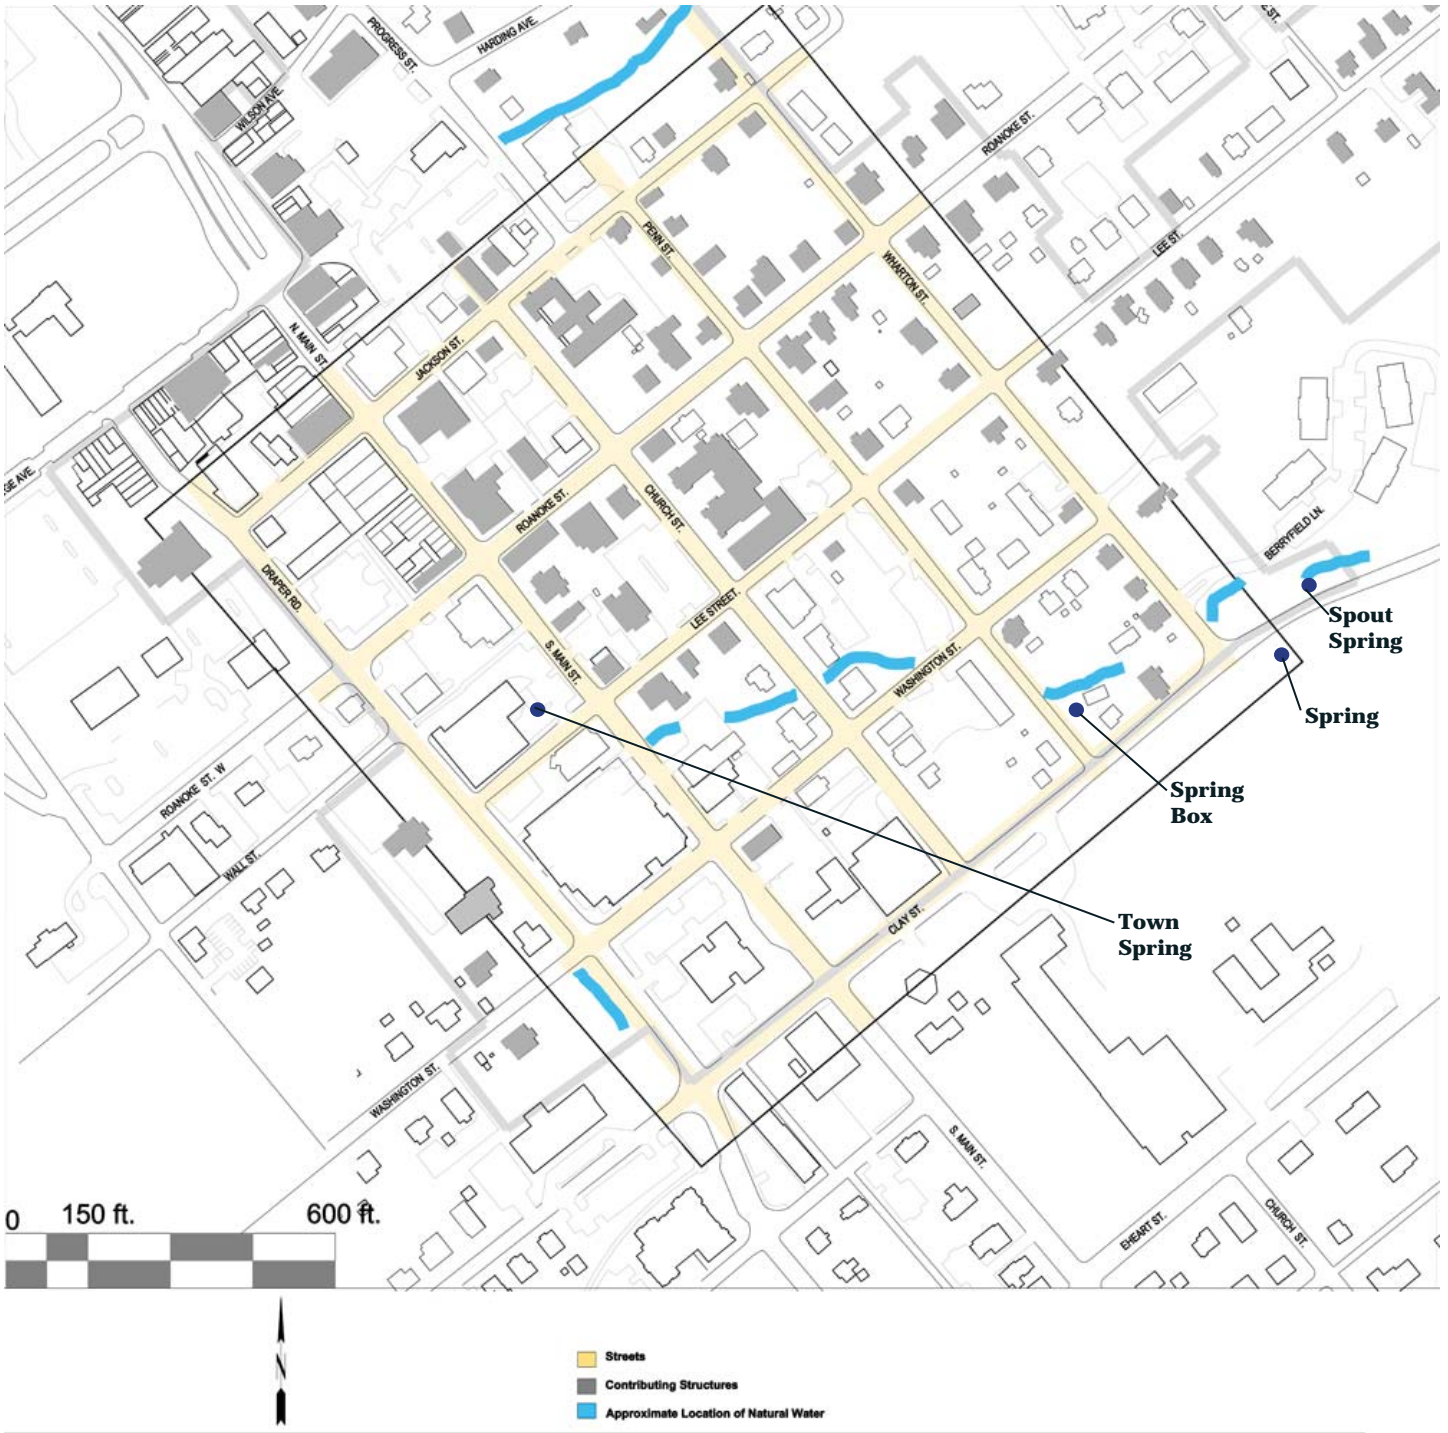 PROGRESS ST.
HARDING AVE.
WILSON AVE.
ROANOKE ST.
LEE ST.
PENN ST.
WHARTON ST.
N. MAIN ST.
JACKSON ST.
GE AVE.
ROANOKE ST.
CHURCH ST.
BERRYFIELD LN.
DRAPER RD.
LEE STREET.
S. MAIN ST.
WASHINGTON ST.
Spout
Spring
Spring
Spring
Box
ROANOKE ST. W
WALL ST.
CLAY ST.
Town
Spring
WASHINGTON ST.
S. MAIN ST.
EHEART ST.
CHURCH ST.
0 150 ft. 600 ft.
N
Streets
Contributing Structures
Approximate Location of Natural Water